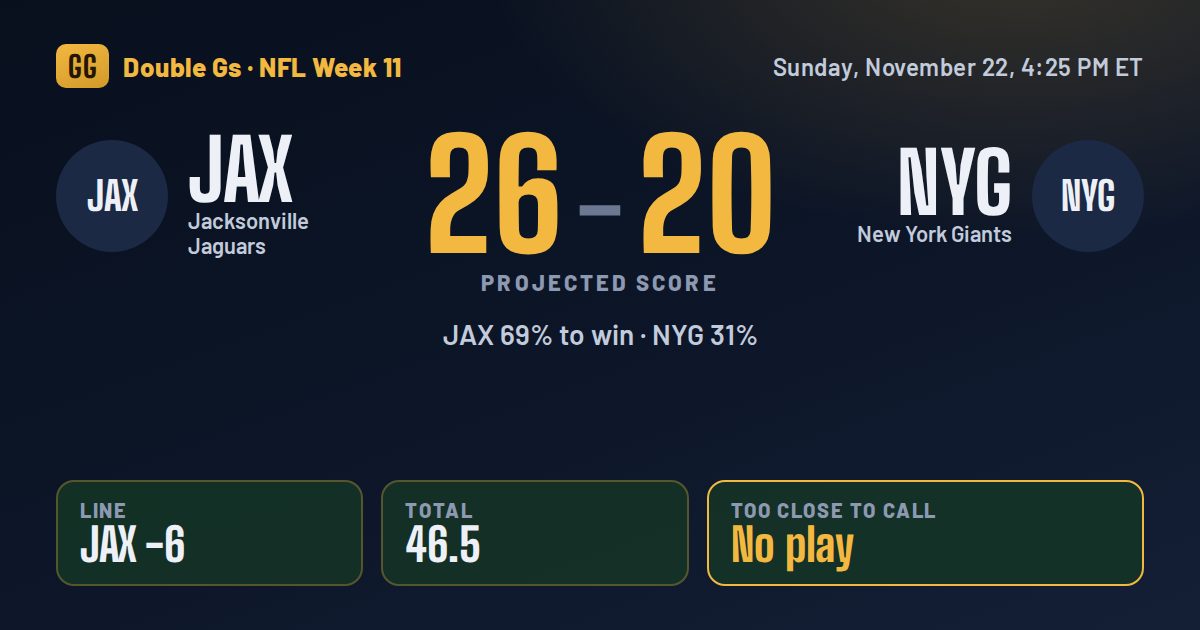 GG
Double Gs · NFL Week 11
Sunday, November 22, 4:25 PM ET
JAX
JAX
Jacksonville
Jaguars
26 – 20
PROJECTED SCORE
JAX 69% to win · NYG 31%
NYG
New York Giants
NYG
LINE
JAX −6
TOTAL
46.5
TOO CLOSE TO CALL
No play